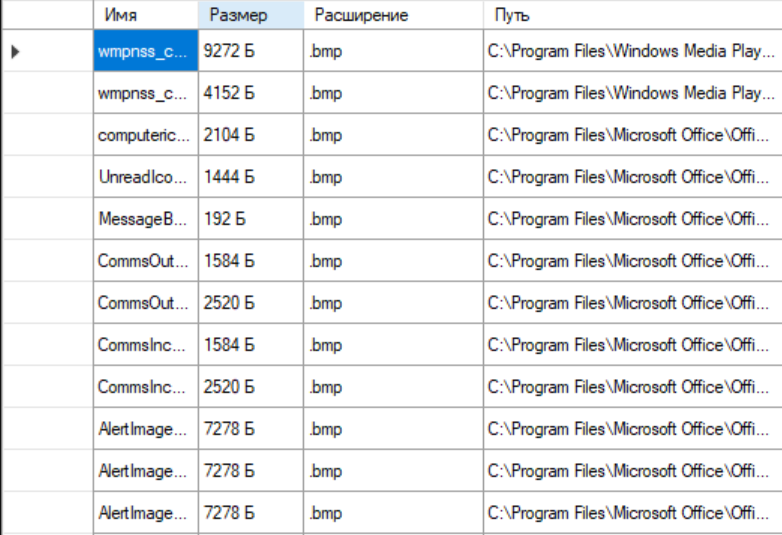 Имя Размер Расширение Путь
wmpnss_c... 9272 Б .bmp C:\Program Files\Windows Media Play...
wmpnss_c... 4152 Б .bmp C:\Program Files\Windows Media Play...
computeric... 2104 Б .bmp C:\Program Files\Microsoft Office\Offi...
UnreadIco... 1444 Б .bmp C:\Program Files\Microsoft Office\Offi...
MessageB... 192 Б .bmp C:\Program Files\Microsoft Office\Offi...
CommsOut... 1584 Б .bmp C:\Program Files\Microsoft Office\Offi...
CommsOut... 2520 Б .bmp C:\Program Files\Microsoft Office\Offi...
CommsInc... 1584 Б .bmp C:\Program Files\Microsoft Office\Offi...
CommsInc... 2520 Б .bmp C:\Program Files\Microsoft Office\Offi...
AlertImage... 7278 Б .bmp C:\Program Files\Microsoft Office\Offi...
AlertImage... 7278 Б .bmp C:\Program Files\Microsoft Office\Offi...
AlertImage... 7278 Б .bmp C:\Program Files\Microsoft Office\Offi...